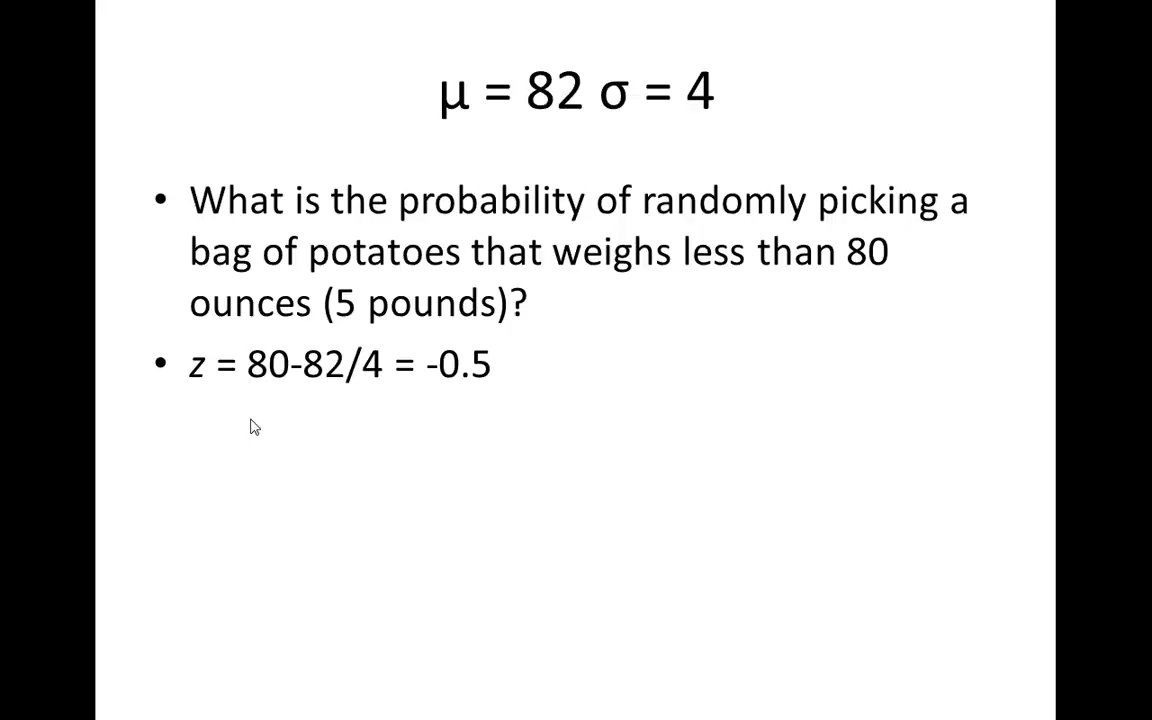 μ = 82 σ = 4
• What is the probability of randomly picking a
bag of potatoes that weighs less than 80
ounces (5 pounds)?
• z = 80-82/4 = -0.5